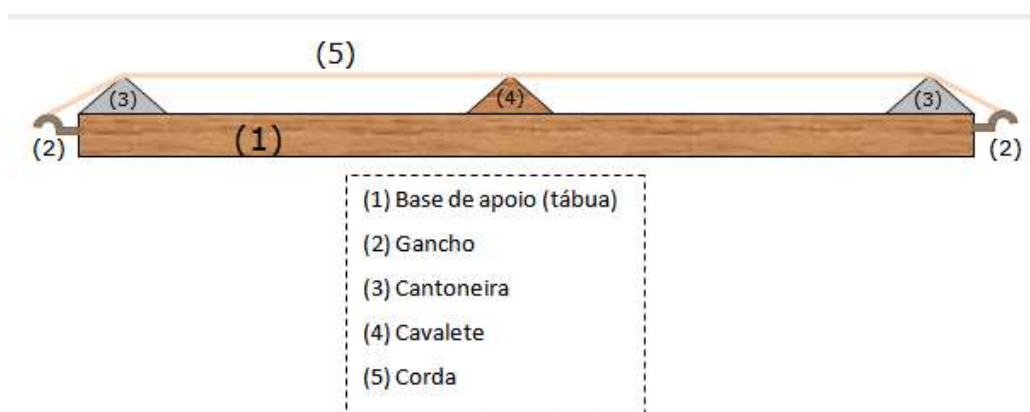 (5)
(3)
(4)
(3)
(2)
(1)
(2)
(1) Base de apoio (tábua)
(2) Gancho
(3) Cantoneira
(4) Cavalete
(5) Corda